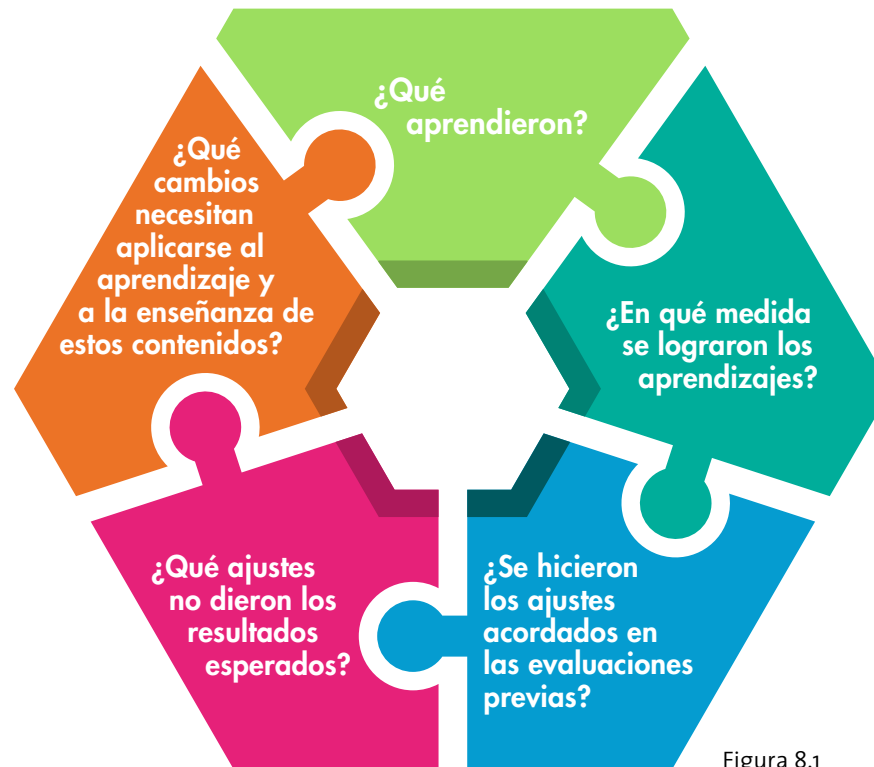 ¿Qué
aprendieron?
¿En qué medida
se lograron los
aprendizajes?
¿Se hicieron
los ajustes
acordados en
las evaluaciones
previas?
¿Qué ajustes
no dieron los
resultados
esperados?
¿Qué
cambios
necesitan
aplicarse al
aprendizaje y
a la enseñanza de
estos contenidos?
Figura 8.1